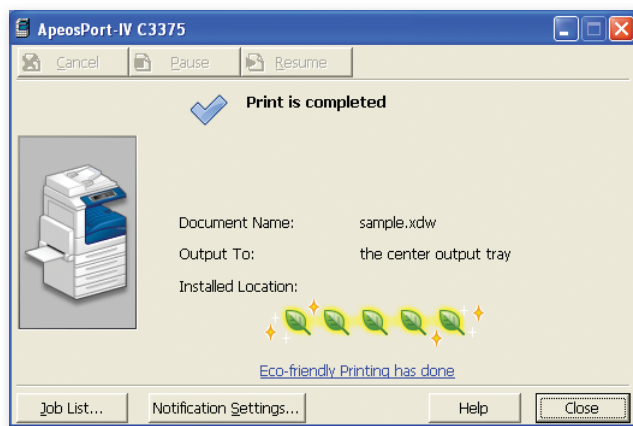 ApeosPort-IV C3375
Cancel Pause Resume
Print is completed
Document Name: sample.xdw
Output To: the center output tray
Installed Location:
Eco-friendly Printing has done
Job List... Notification Settings... Help Close